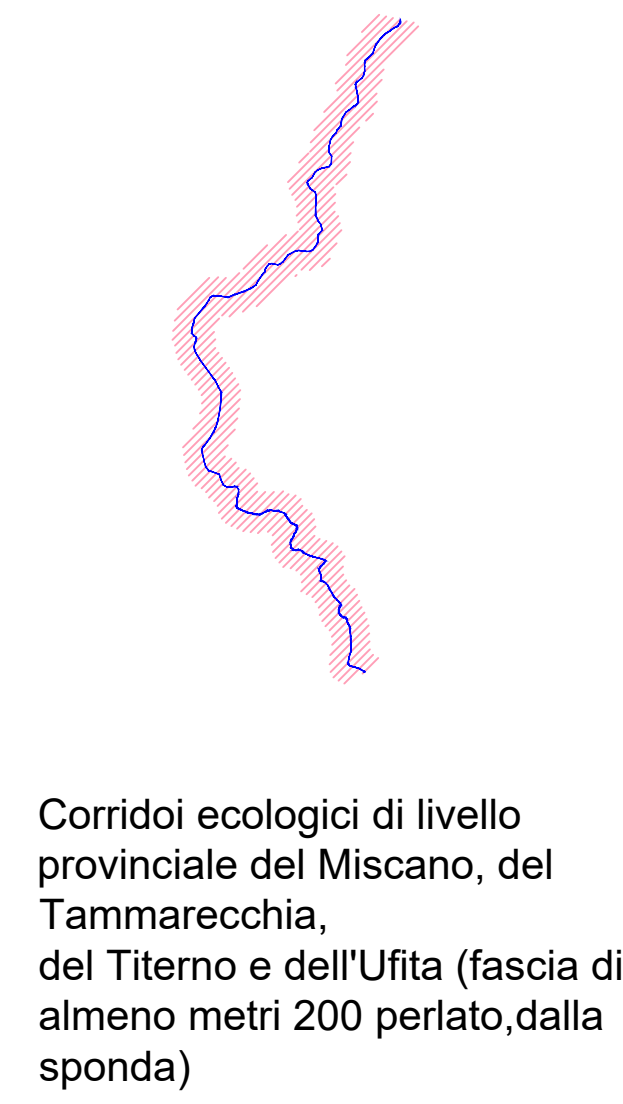 Corridoi ecologici di livello
provinciale del Miscano, del
Tammarecchia,
del Titerno e dell'Ufita (fascia di
almeno metri 200 perlato,dalla
sponda)